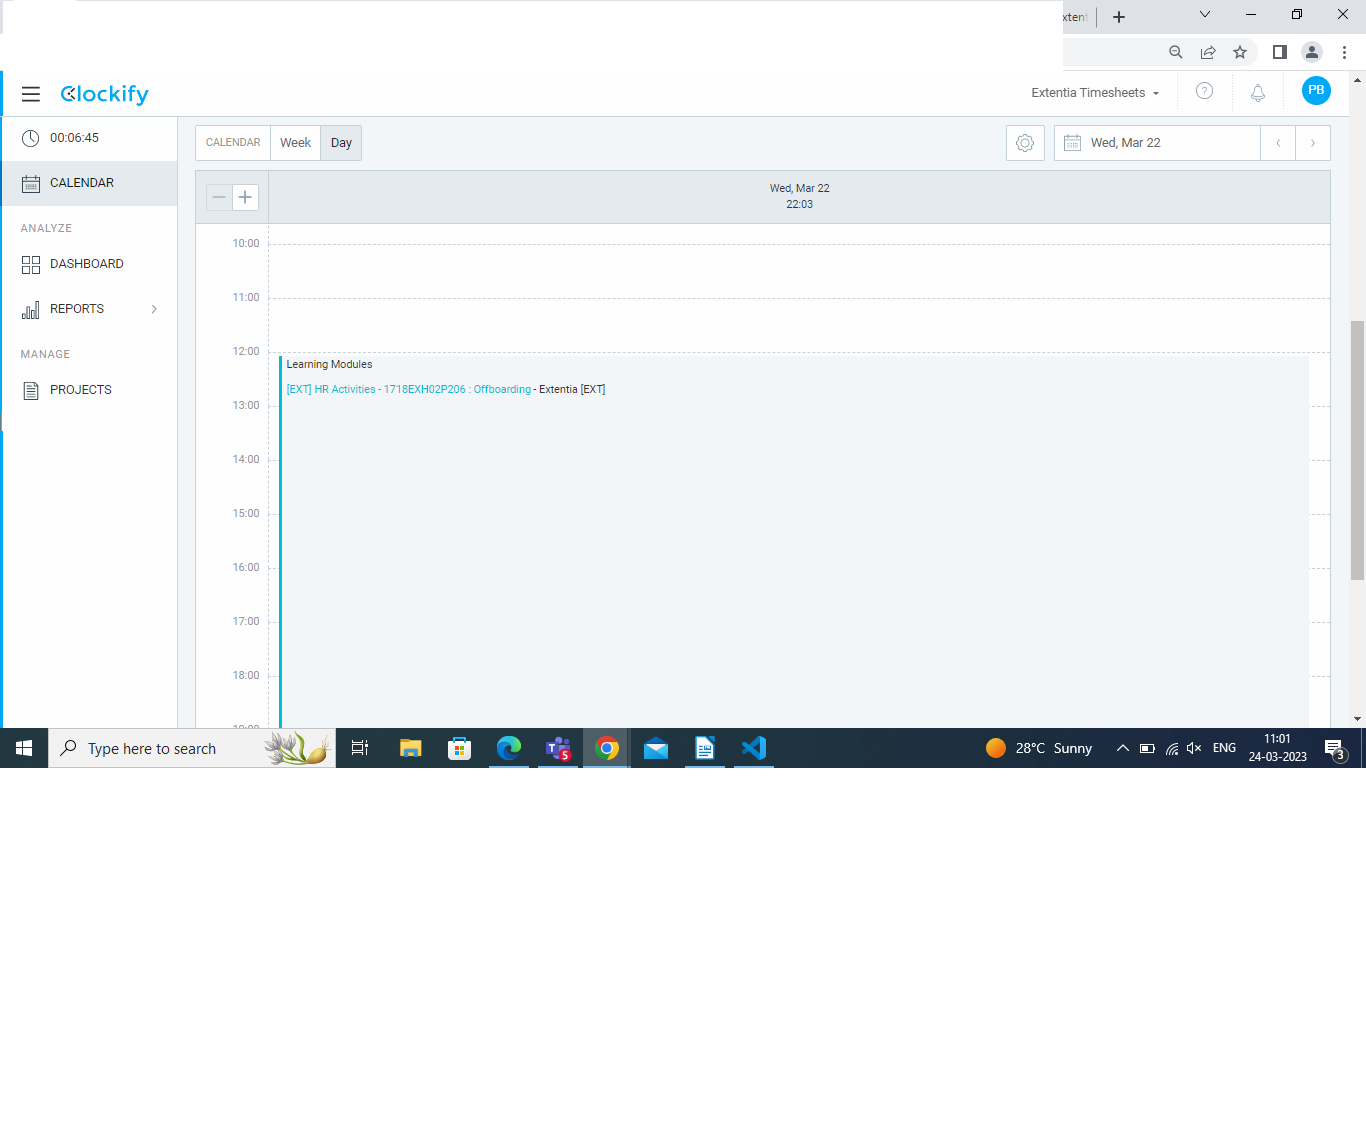 xten
Clockify
Extentia Timesheets
?
PB
00:06:45
CALENDAR
ANALYZE
DASHBOARD
REPORTS
MANAGE
PROJECTS
CALENDAR Week Day
Wed, Mar 22
Wed, Mar 22
22:03
10:00
11:00
12:00
Learning Modules
[EXT] HR Activities - 1718EXH02P206 : Offboarding - Extentia [EXT]
13:00
14:00
15:00
16:00
17:00
18:00
Type here to search
5
28°C Sunny
ENG
11:01
24-03-2023
3